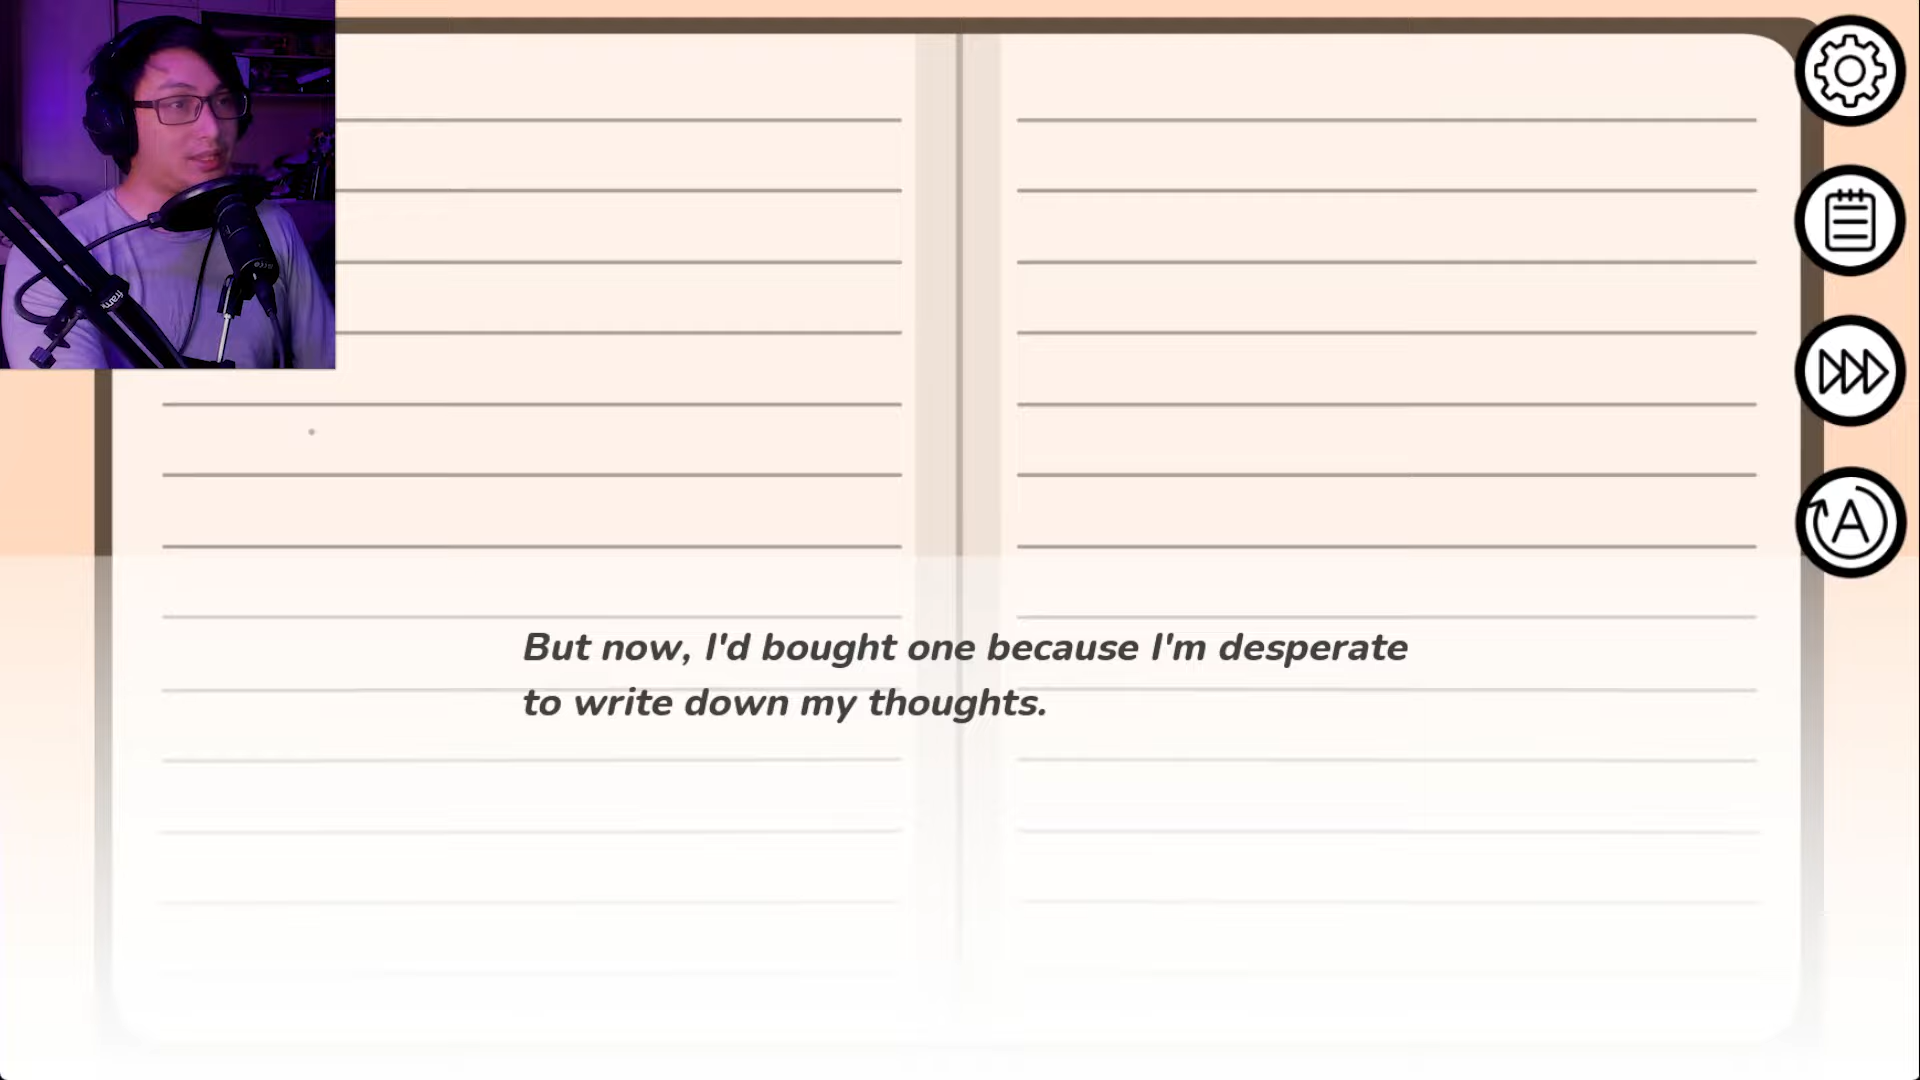 But now, I'd bought one because I'm desperate
to write down my thoughts.
A